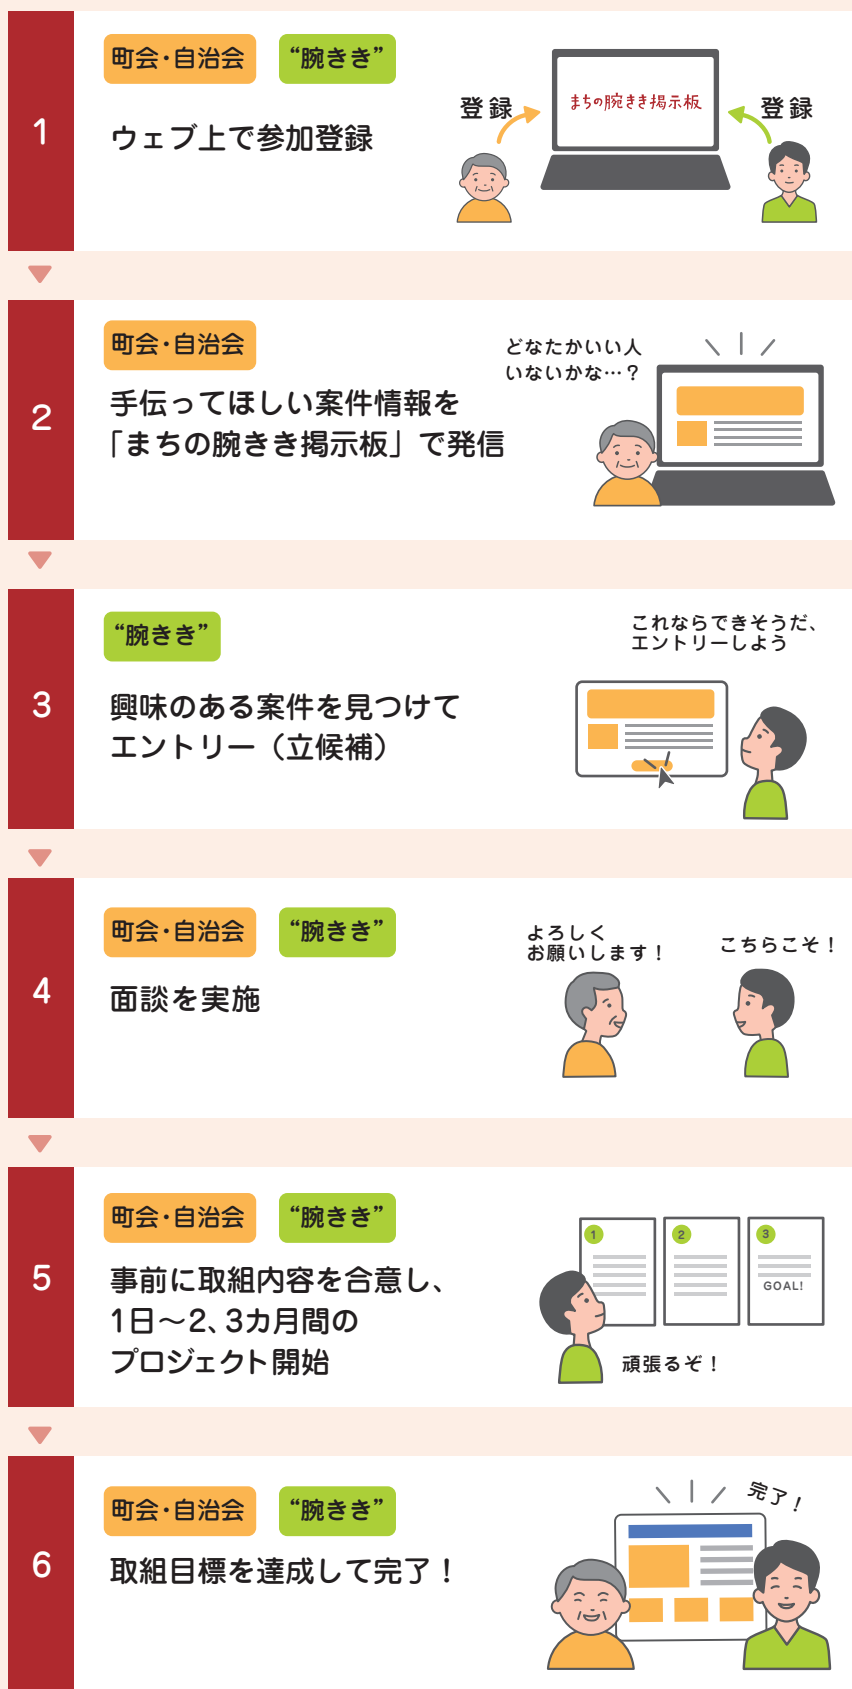 1
町会・自治会 “腕きき”
ウェブ上で参加登録
登録
まちの腕きき掲示板
登録
2
町会・自治会
手伝ってほしい案件情報を
「まちの腕きき掲示板」で発信
どなたかいい人
いないかな…？
3
“腕きき”
興味のある案件を見つけて
エントリー（立候補）
これならできそうだ、
エントリーしよう
4
町会・自治会 “腕きき”
面談を実施
よろしく
お願いします！
こちらこそ！
5
町会・自治会 “腕きき”
事前に取組内容を合意し、
1日〜2、3カ月間の
プロジェクト開始
1
2
3
GOAL!
頑張るぞ！
6
町会・自治会 “腕きき”
取組目標を達成して完了！
完了！